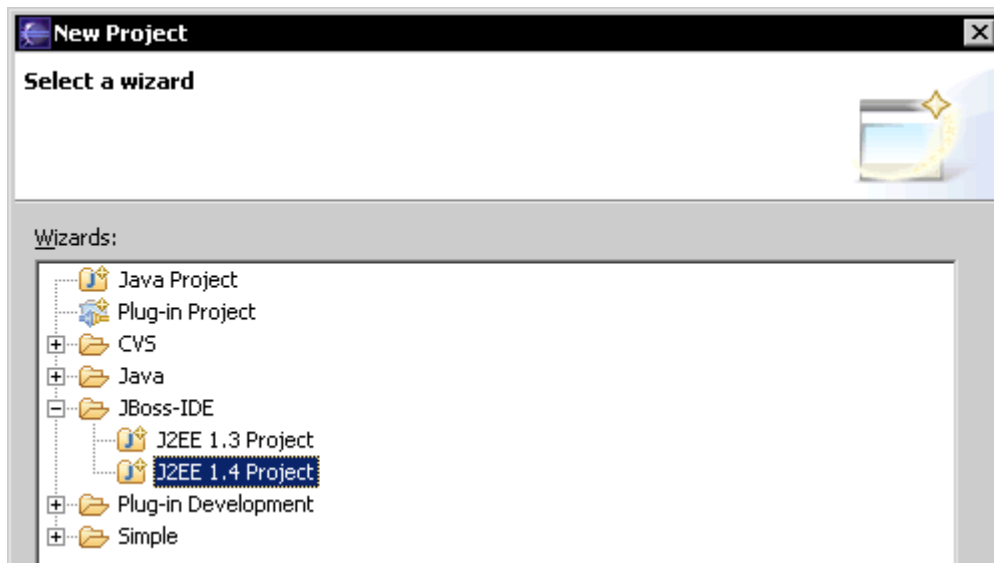 New Project
Select a wizard
Wizards:
Java Project
Plug-in Project
CVS
Java
JBoss-IDE
J2EE 1.3 Project
J2EE 1.4 Project
Plug-in Development
Simple